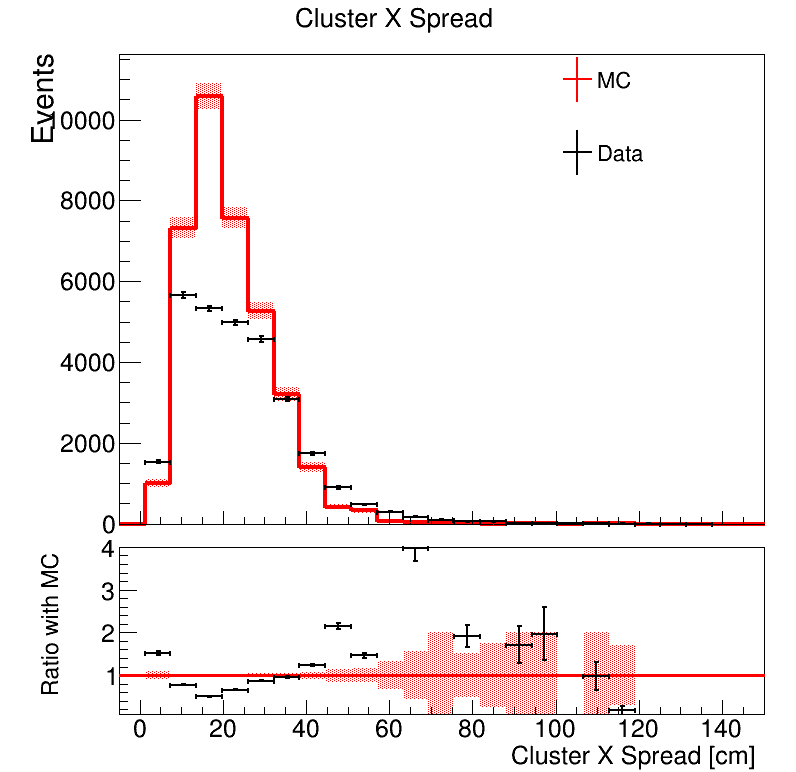 Cluster X Spread
Events
10000
8000
6000
4000
2000
0
MC
Data
Ratio with MC
4
3
2
1
0 20 40 60 80 100 120 140
Cluster X Spread [cm]